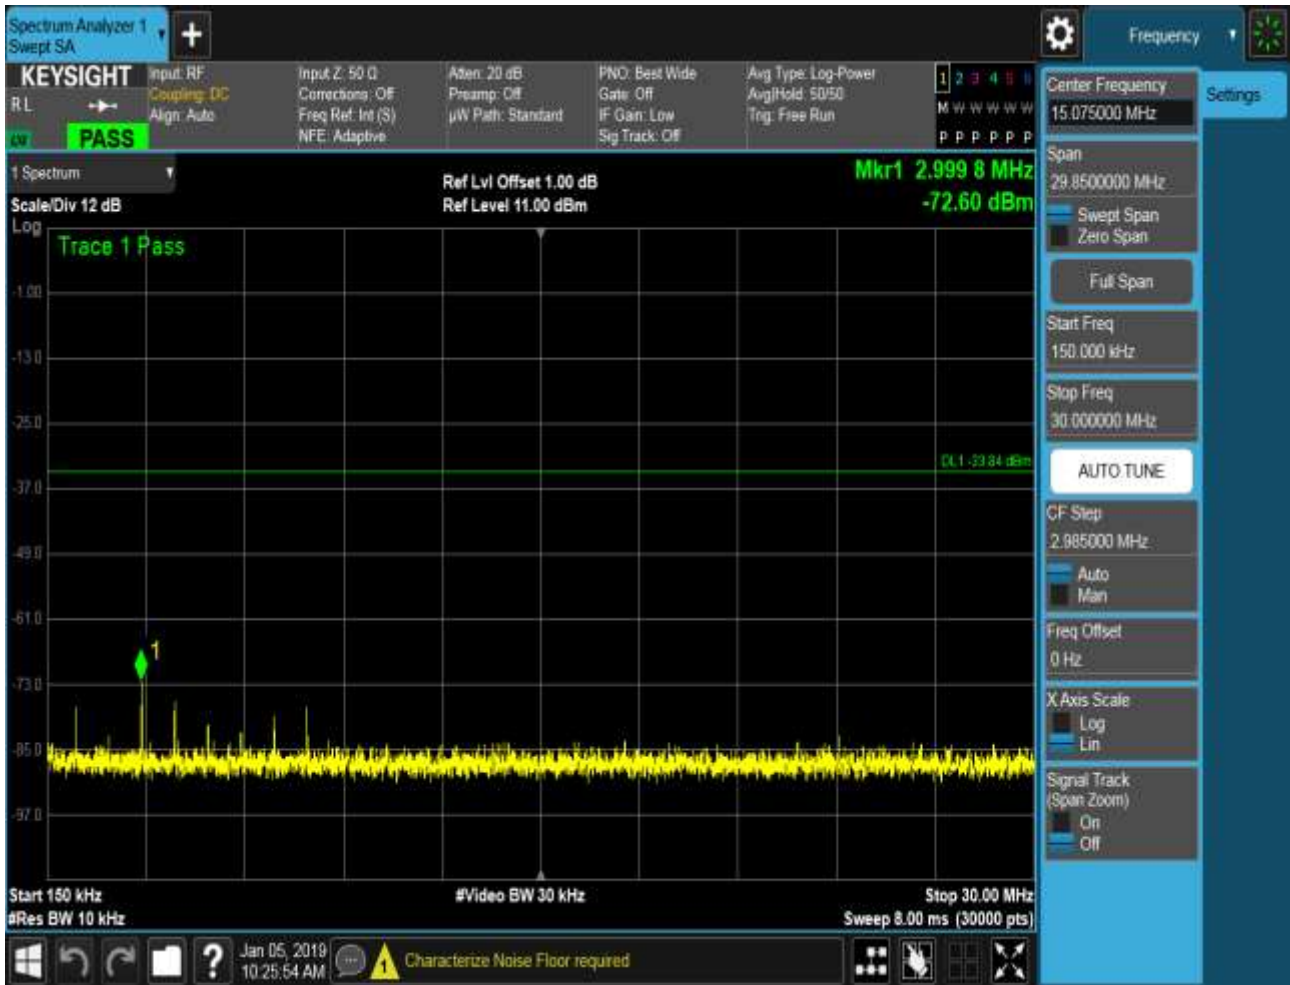 Spectrum Analyzer 1
Swept SA
+
Frequency
KEYSIGHT
R L
LXI
PASS
Input: RF
Coupling: DC
Align: Auto
Input Z: 50 Ω
Corrections: Off
Freq Ref: Int (S)
NFE: Adaptive
Atten: 20 dB
Preamp: Off
µW Path: Standard
PNO: Best Wide
Gate: Off
IF Gain: Low
Sig Track: Off
Avg Type: Log-Power
Avg|Hold: 50/50
Trig: Free Run
1 2 3 4 5 6
M W W W W W
P P P P P P
1 Spectrum
Scale/Div 12 dB
Log
Ref Lvl Offset 1.00 dB
Ref Level 11.00 dBm
Mkr1 2.999 8 MHz
-72.60 dBm
Trace 1 Pass
-1.00
-13.0
-25.0
DL1 -33.84 dBm
-37.0
-49.0
-61.0
1
-73.0
-85.0
-97.0
Start 150 kHz
#Video BW 30 kHz
Stop 30.00 MHz
#Res BW 10 kHz
Sweep 8.00 ms (30000 pts)
?
Jan 05, 2019
10:25:54 AM
1
Characterize Noise Floor required
Settings
Center Frequency
15.075000 MHz
Span
29.8500000 MHz
Swept Span
Zero Span
Full Span
Start Freq
150.000 kHz
Stop Freq
30.000000 MHz
AUTO TUNE
CF Step
2.985000 MHz
Auto
Man
Freq Offset
0 Hz
X Axis Scale
Log
Lin
Signal Track
(Span Zoom)
On
Off